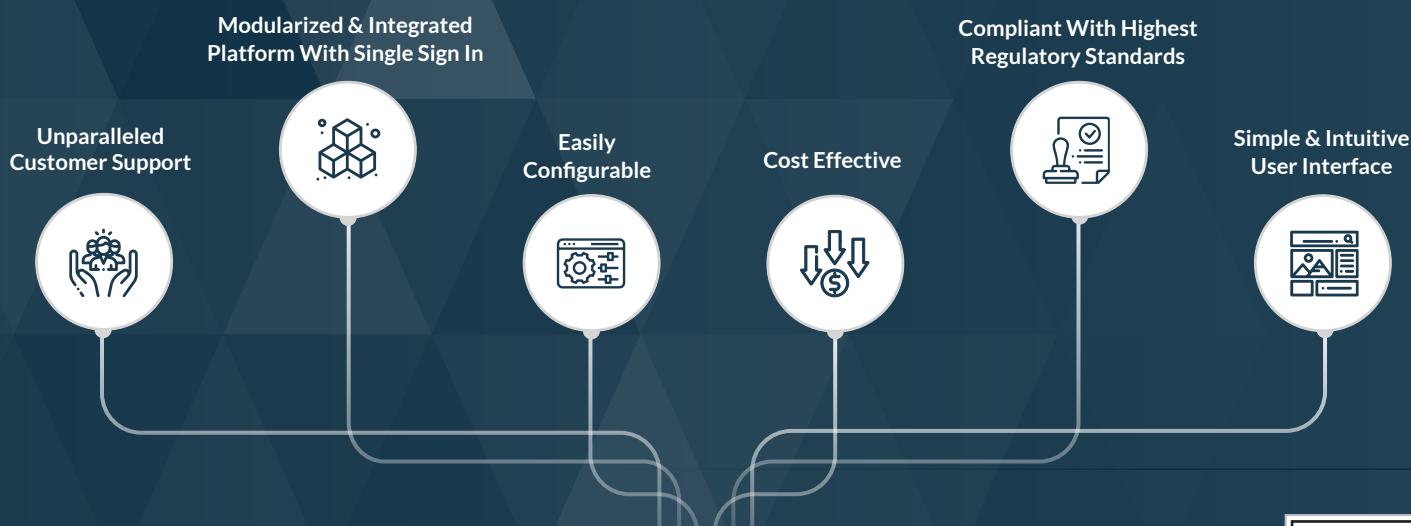 Modularized & Integrated
Platform With Single Sign In
Compliant With Highest
Regulatory Standards
Unparalleled
Customer Support
Easily
Configurable
Cost Effective
Simple & Intuitive
User Interface
$